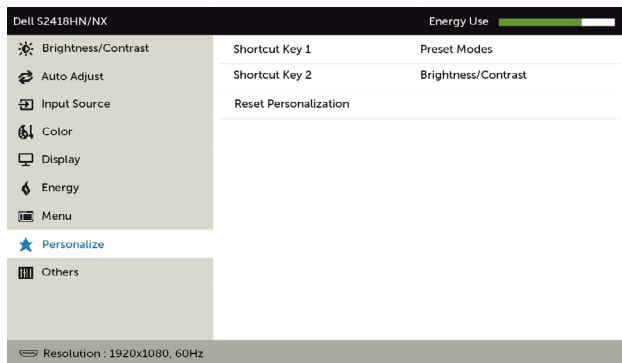 Dell S2418HN/NX Energy Use
Brightness/Contrast
Auto Adjust
Input Source
Color
Display
Energy
Menu
Personalize
Others
Shortcut Key 1 Preset Modes
Shortcut Key 2 Brightness/Contrast
Reset Personalization
Resolution : 1920x1080, 60Hz